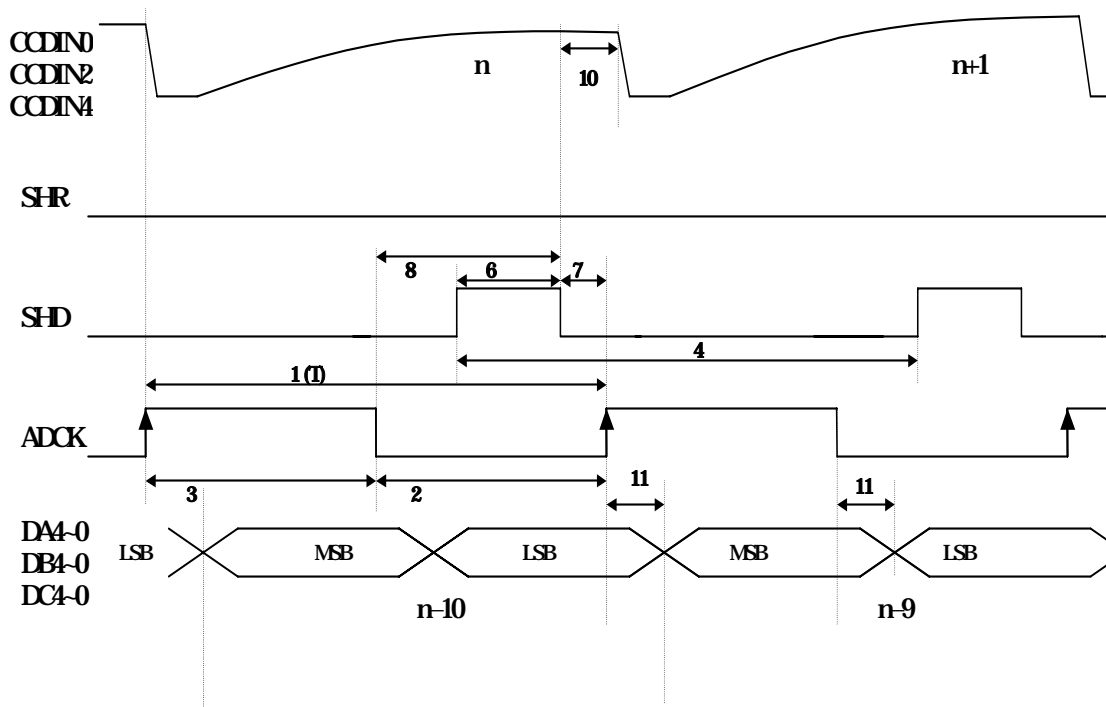 CCDIN0
CCDIN2
CCDIN4
n
10
n+1
SHR
8
6
7
SHD
4
1 (T)
ADCK
3
2
11
11
DA4~0
DB4~0
DC4~0
LSB
MSB
LSB
MSB
LSB
n-10
n-9